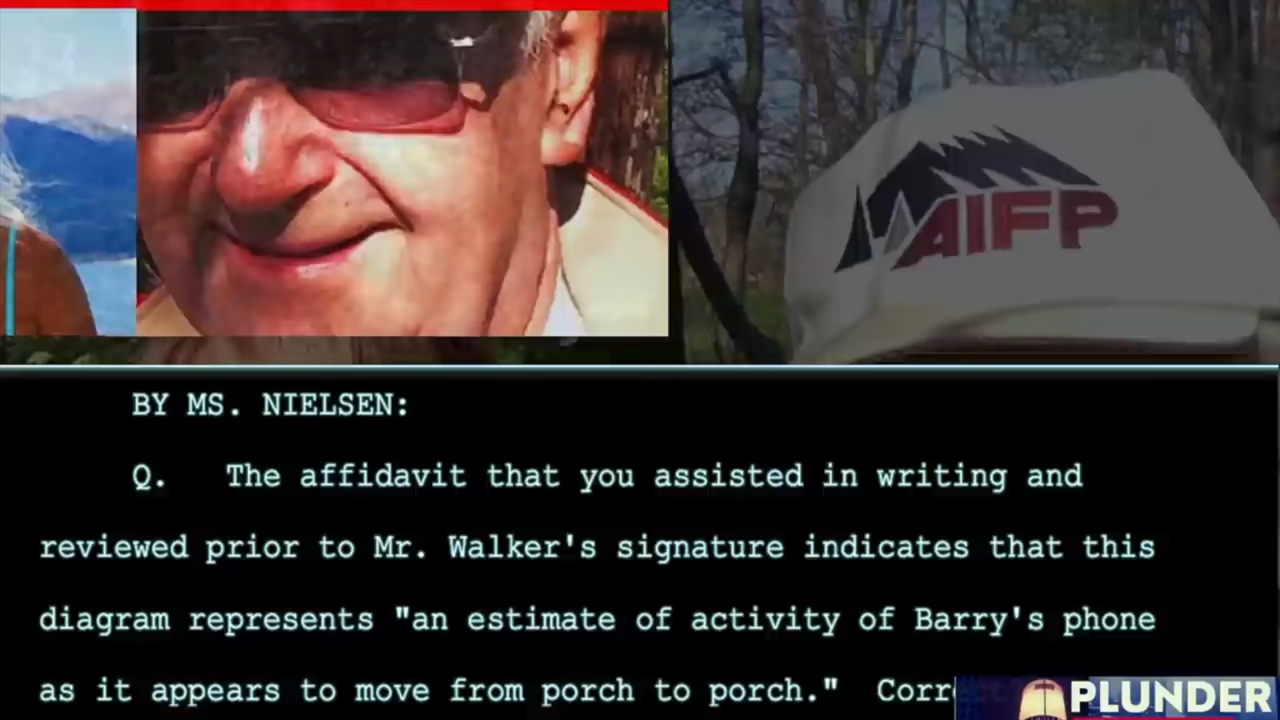 AIFP
BY MS. NIELSEN:
Q. The affidavit that you assisted in writing and
reviewed prior to Mr. Walker's signature indicates that this
diagram represents "an estimate of activity of Barry's phone
as it appears to move from porch to porch."
PLUNDER